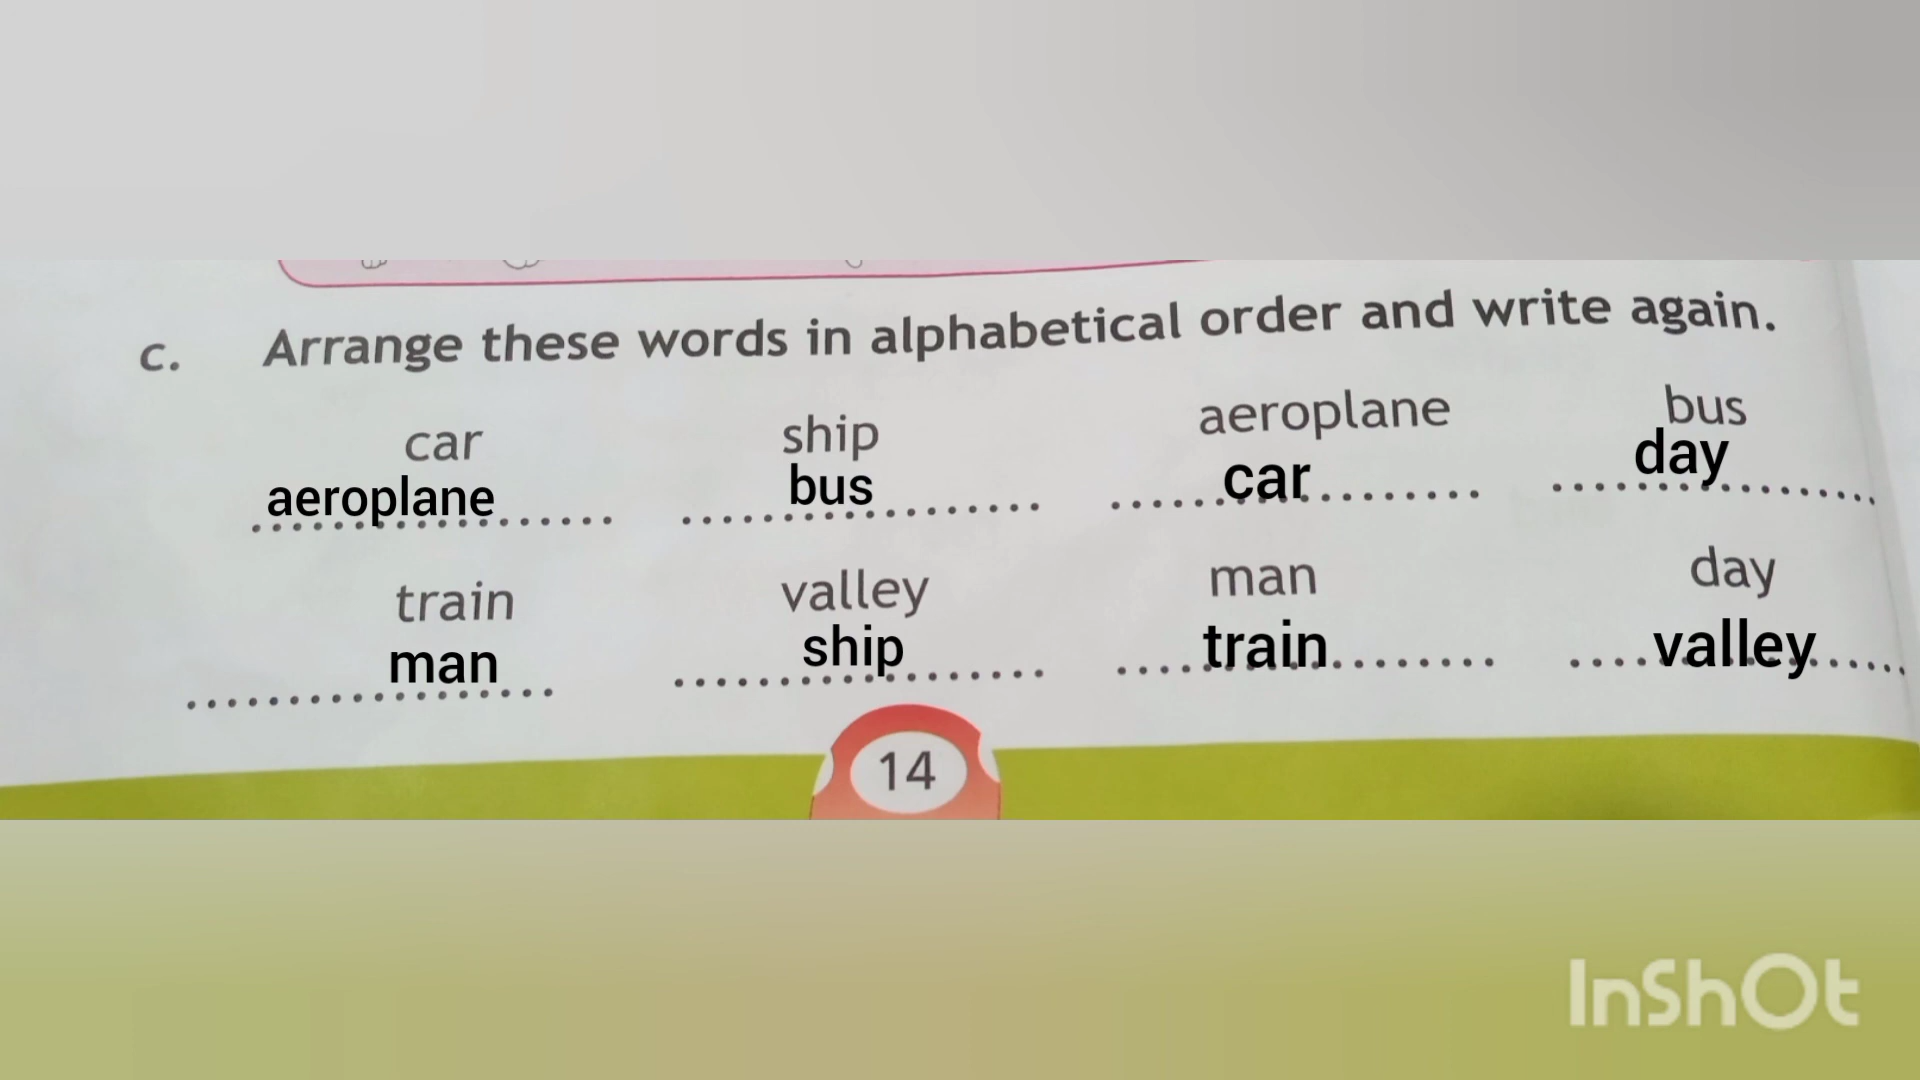 c. Arrange these words in alphabetical order and write again.
car ship aeroplane bus
aeroplane bus car day
train valley man day
man ship train valley
14
InShOt